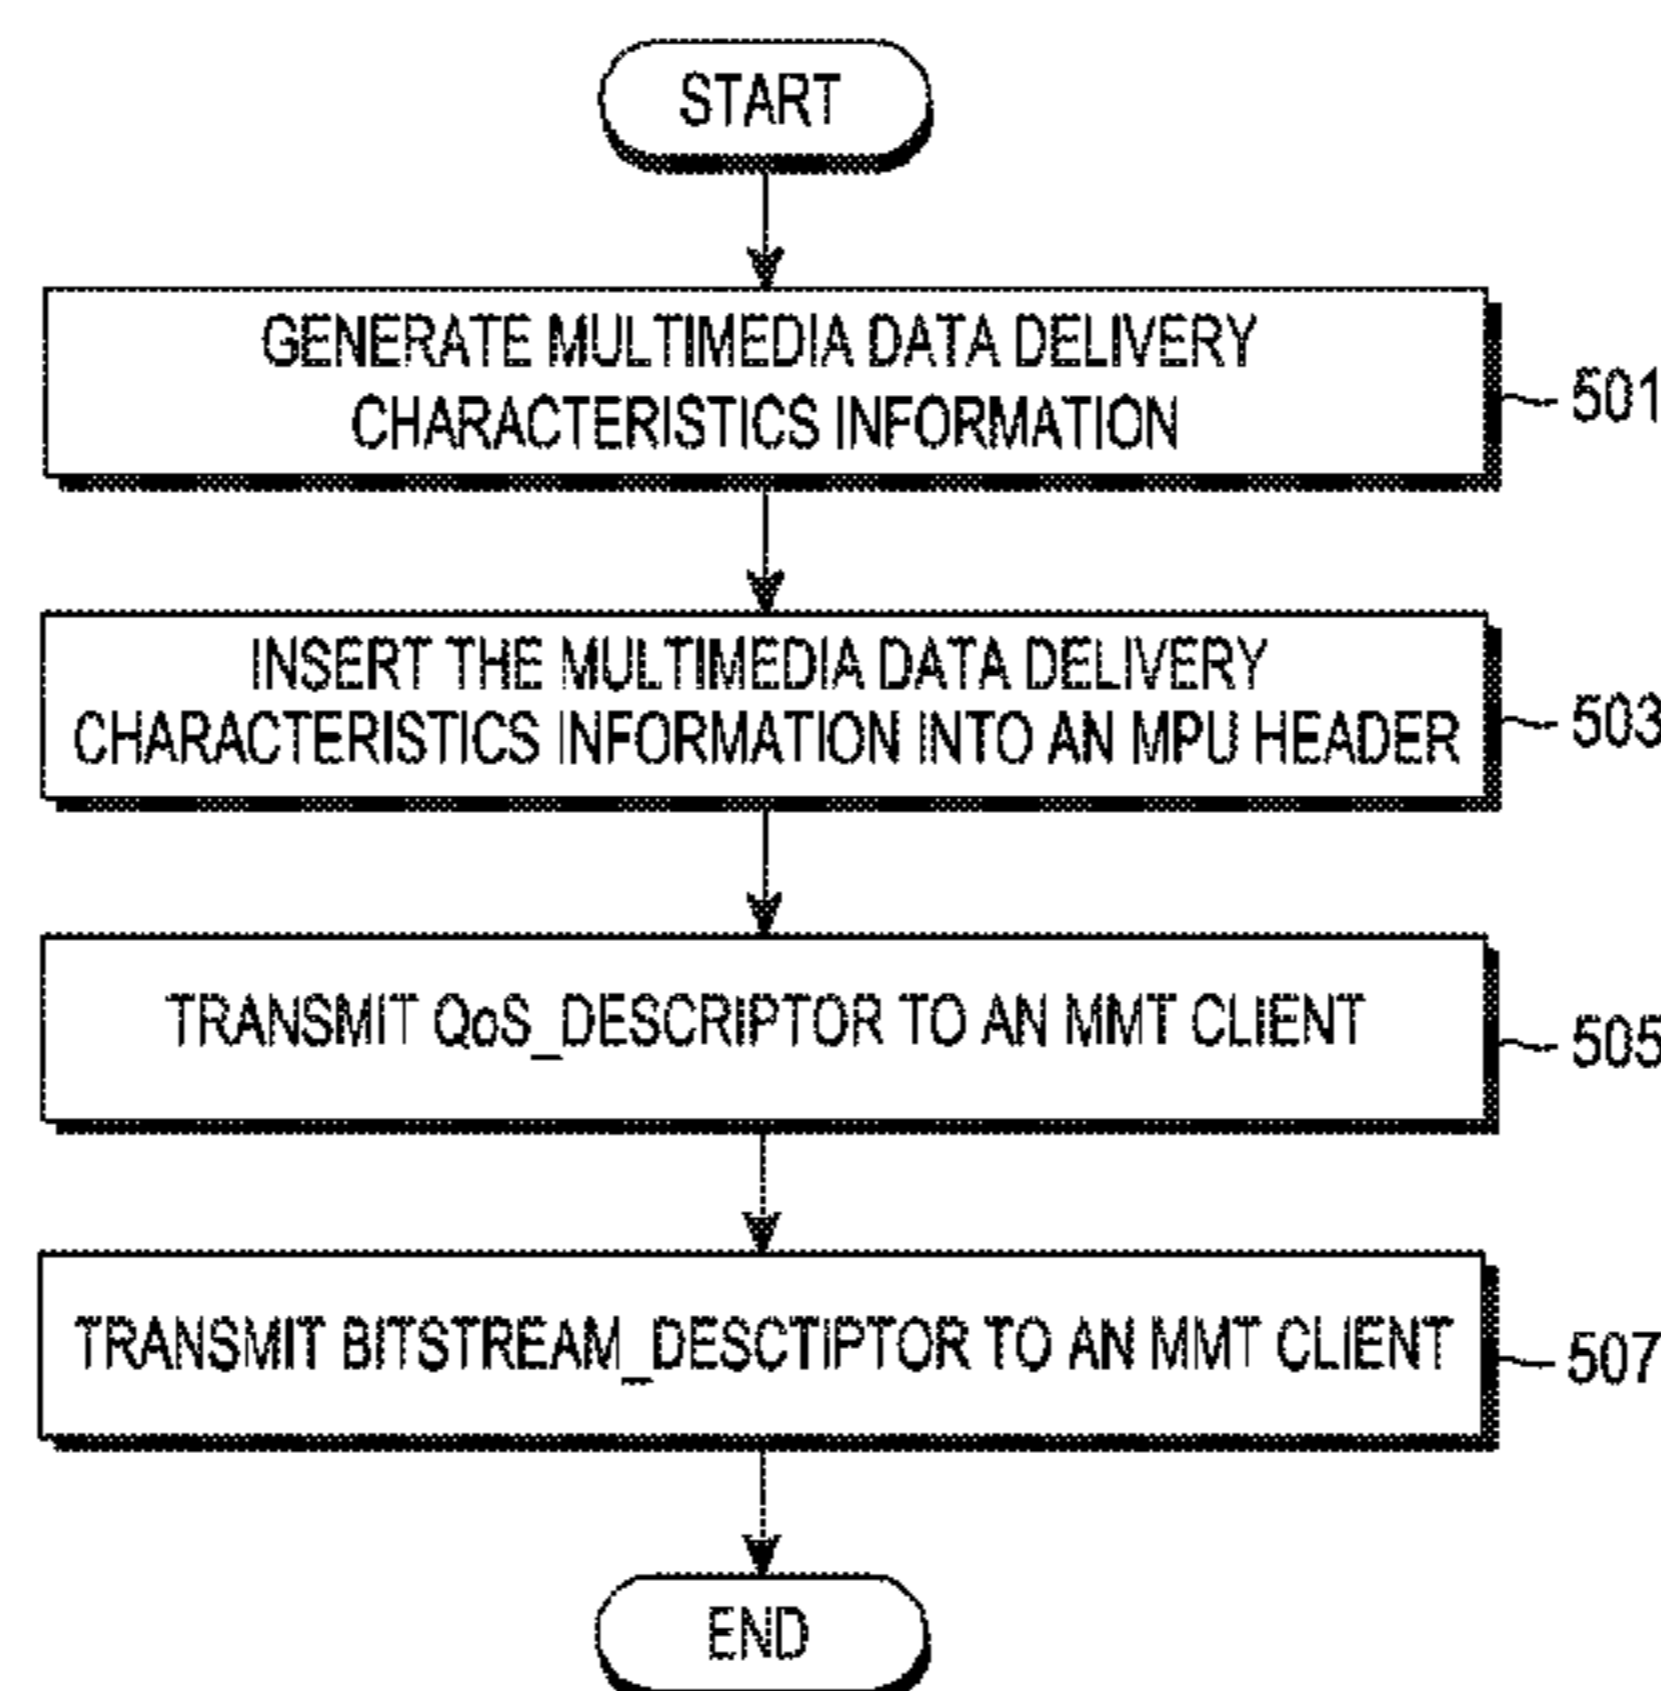 START
GENERATE MULTIMEDIA DATA DELIVERY
CHARACTERISTICS INFORMATION
501
INSERT THE MULTIMEDIA DATA DELIVERY
CHARACTERISTICS INFORMATION INTO AN MPU HEADER
503
TRANSMIT QoS_DESCRIPTOR TO AN MMT CLIENT
505
TRANSMIT BITSTREAM_DESCTIPTOR TO AN MMT CLIENT
507
END